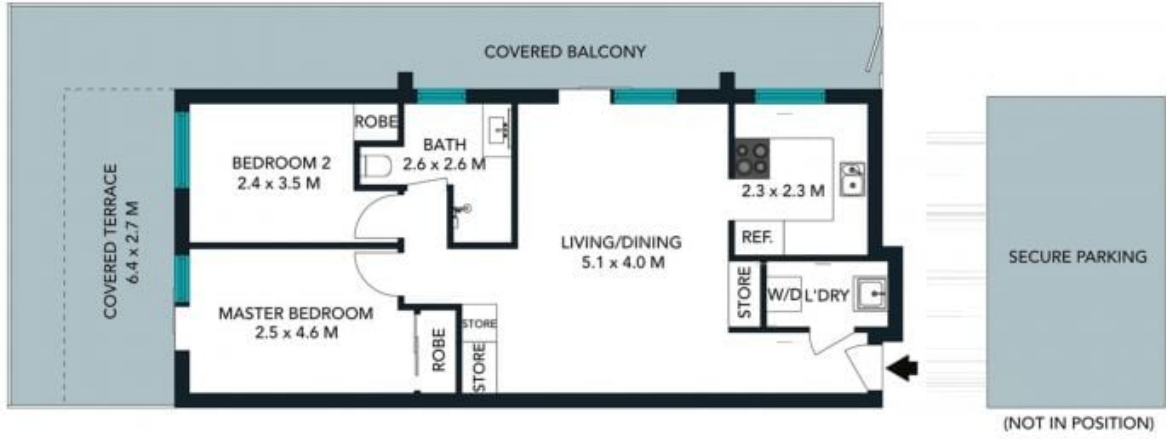 COVERED BALCONY
ROBE
BEDROOM 2
2.4 x 3.5 M
BATH
2.6 x 2.6 M
2.3 x 2.3 M
REF.
LIVING/DINING
5.1 x 4.0 M
COVERED TERRACE
6.4 x 2.7 M
MASTER BEDROOM
2.5 x 4.6 M
ROBE
STORE
STORE
STORE
W/D
L'DRY
SECURE PARKING
(NOT IN POSITION)